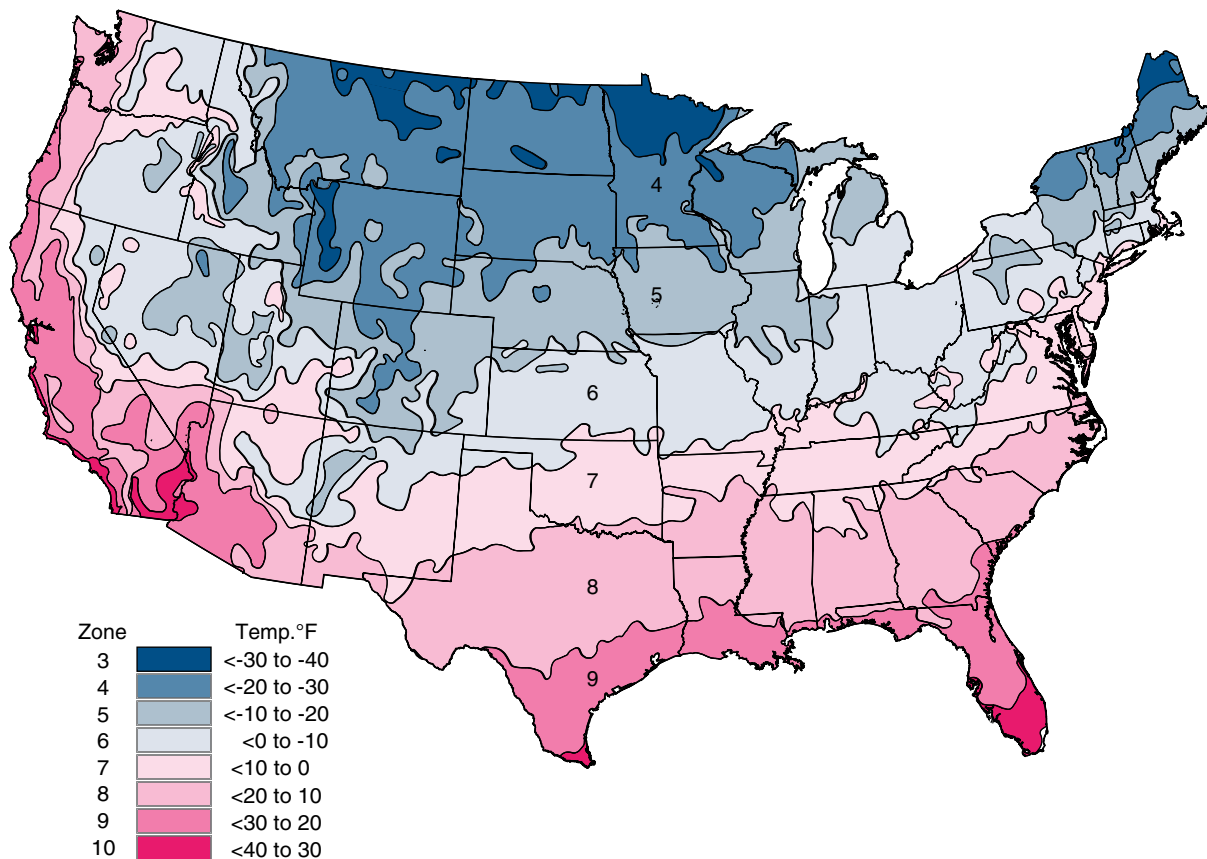 4
5
6
7
8
9
Zone Temp.°F
3 <-30 to -40
4 <-20 to -30
5 <-10 to -20
6 <0 to -10
7 <10 to 0
8 <20 to 10
9 <30 to 20
10 <40 to 30